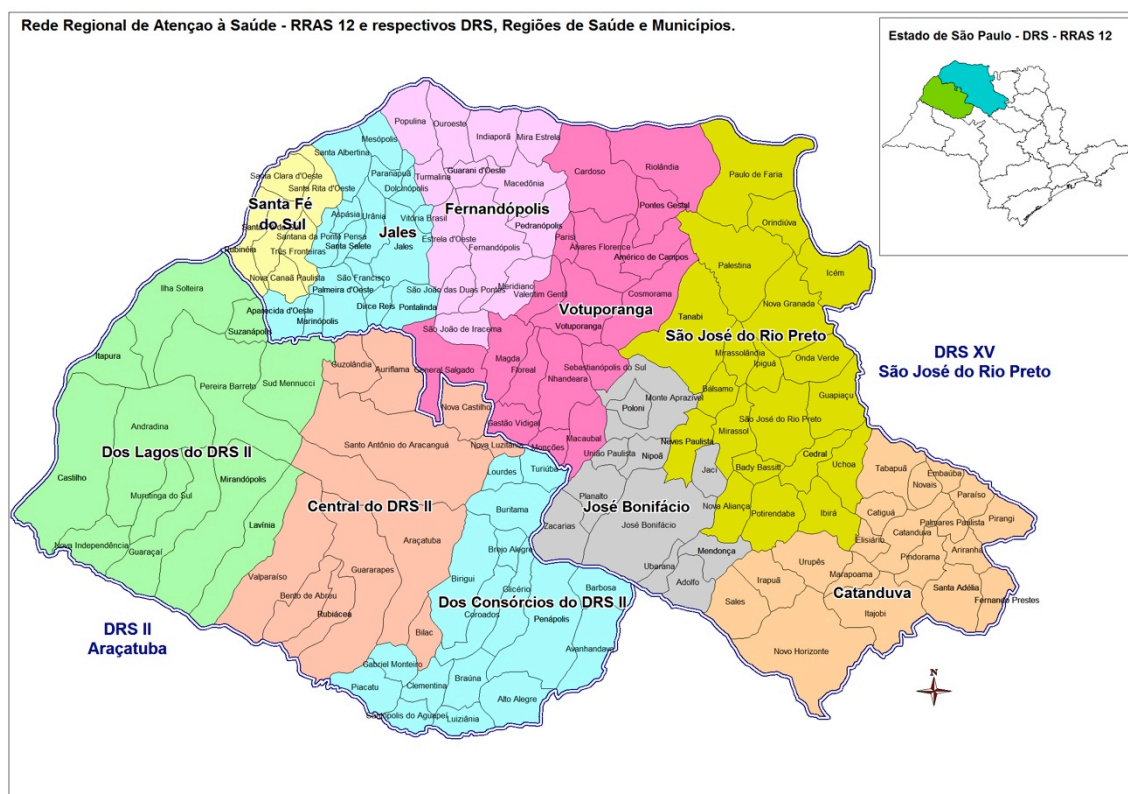 Rede Regional de Atençao à Saúde - RRAS 12 e respectivos DRS, Regiões de Saúde e Municípios.
Estado de São Paulo - DRS - RRAS 12
Populina
Ouroeste
Indiaporã
Mira Estrela
Mesópolis
Santa Albertina
Paranapuã
Dolcinópolis
Turmalina
Guarani d'Oeste
Macedônia
Cardoso
Riolândia
Paulo de Faria
Santa Clara d'Oeste
Santa Rita d'Oeste
Santa Fé
do Sul
Aspásia
Urânia
Vitória Brasil
Fernandópolis
Pedranópolis
Pontes Gestal
Orindiúva
Santana da Ponte Pensa
Santa Salete
Jales
Jales
Estrela d'Oeste
Fernandópolis
Parisi
Álvares Florence
Américo de Campos
Palestina
Icém
Rubinéia
Três Fronteiras
Nova Canaã Paulista
São Francisco
Palmeira d'Oeste
São João das Duas Pontes
Meridiano
Valentim Gentil
Cosmorama
Nova Granada
Ilha Solteira
Aparecida d'Oeste
Marinópolis
Dirce Reis
Pontalinda
Votuporanga
Votuporanga
Tanabi
Suzanápolis
São João de Iracema
São José do Rio Preto
Itapura
Guzolândia
Auriflama
General Salgado
Magda
Floreal
Nhandeara
Sebastianópolis do Sul
Mirassolândia
Ipiguá
Onda Verde
DRS XV
São José do Rio Preto
Pereira Barreto
Sud Mennucci
Monte Aprazível
Bálsamo
Guapiaçu
Andradina
Nova Castilho
Poloni
Gastão Vidigal
Monções
Macaubal
São José do Rio Preto
Mirassol
Santo Antônio do Aracanguá
Nova Luzitânia
União Paulista
Nipoã
Neves Paulista
Dos Lagos do DRS II
Cedral
Uchoa
Castilho
Mirandópolis
Murutinga do Sul
Lourdes
Turiúba
Jaci
Bady Bassitt
Tabapuã
Embaúba
Novais
Paraíso
Central do DRS II
Buritama
Planalto
José Bonifácio
José Bonifácio
Zacarias
Nova Aliança
Potirendaba
Ibirá
Catiguá
Palmares Paulista
Pirangi
Lavínia
Araçatuba
Catanduva
Elisiário
Nova Independência
Guaraçaí
Brejo Alegre
Mendonça
Ariranha
Pindorama
Guararapes
Birigui
Glicério
Barbosa
Ubarana
Adolfo
Urupês
Irapuã
Marapoama
Valparaíso
Bento de Abreu
Rubiácea
Dos Consórcios do DRS II
Coroados
Penápolis
Sales
Catanduva
Santa Adélia
Fernando Prestes
Itajobi
DRS II
Araçatuba
Bilac
Avanhandava
Novo Horizonte
Gabriel Monteiro
Piacatu
Clementina
Braúna
Alto Alegre
Santópolis do Aguapeí
Luiziânia
N